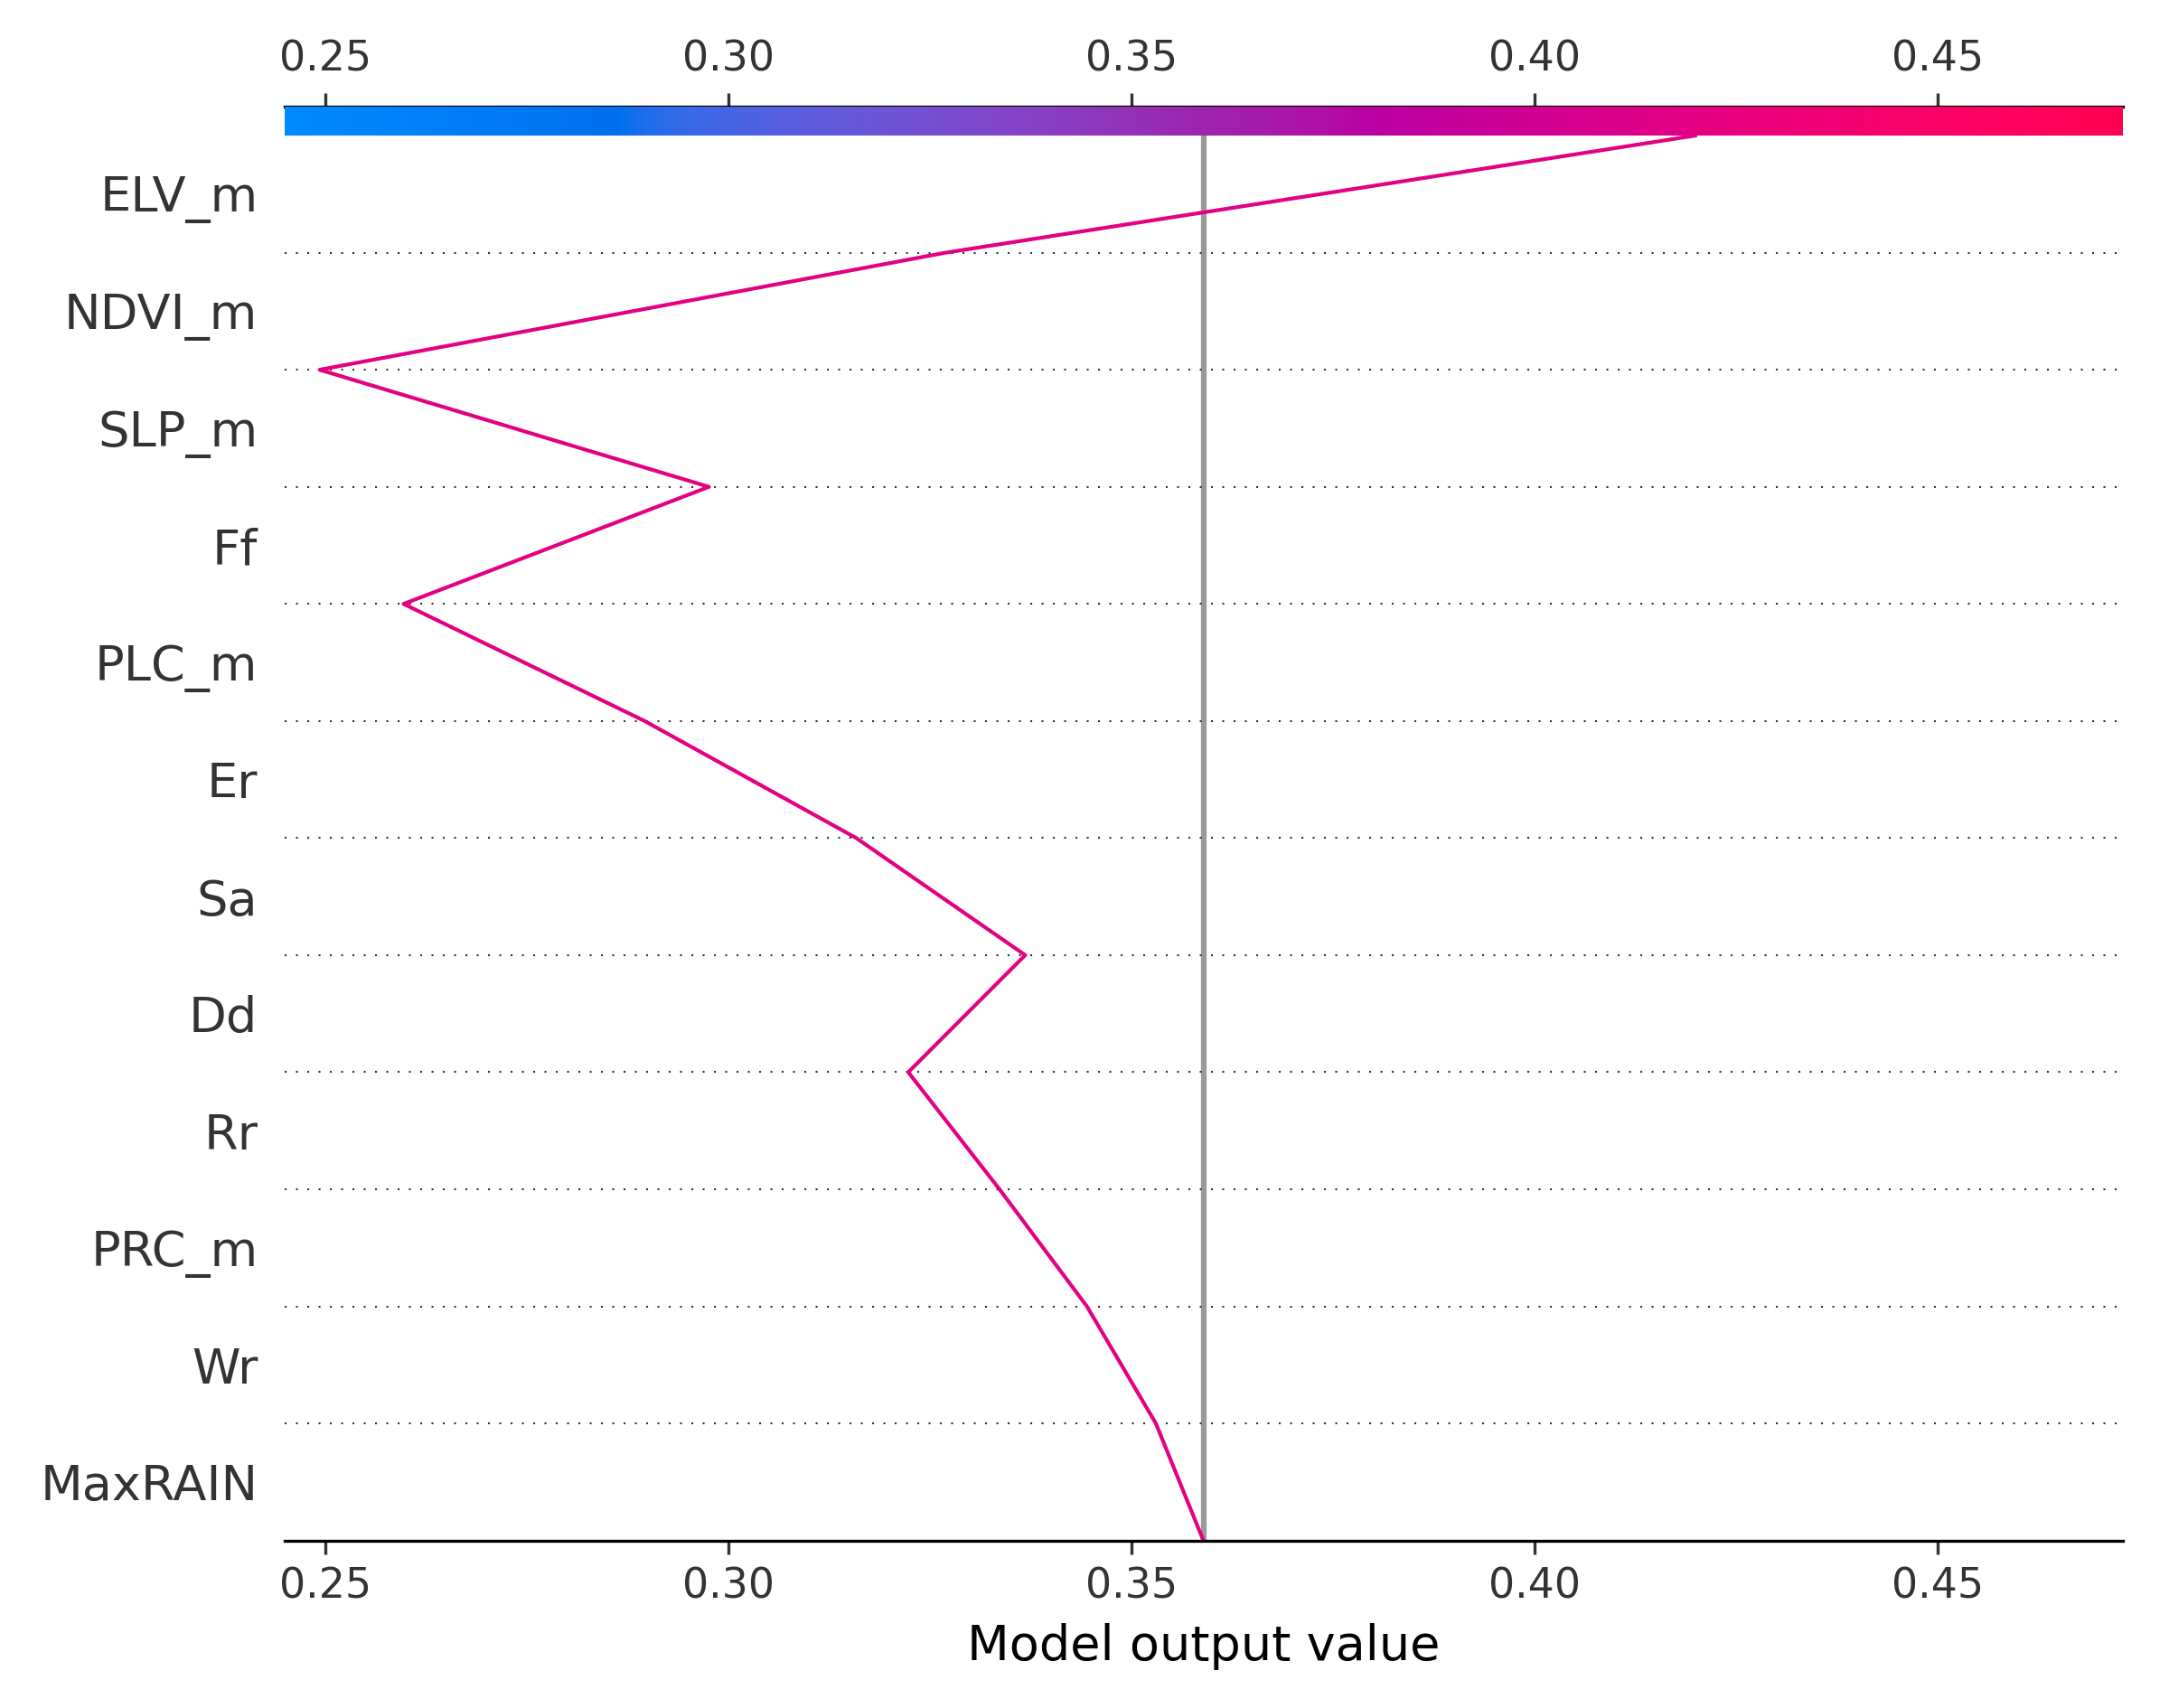 0.25 0.30 0.35 0.40 0.45
ELV_m
NDVI_m
SLP_m
Ff
PLC_m
Er
Sa
Dd
Rr
PRC_m
Wr
MaxRAIN
0.25 0.30 0.35 0.40 0.45
Model output value